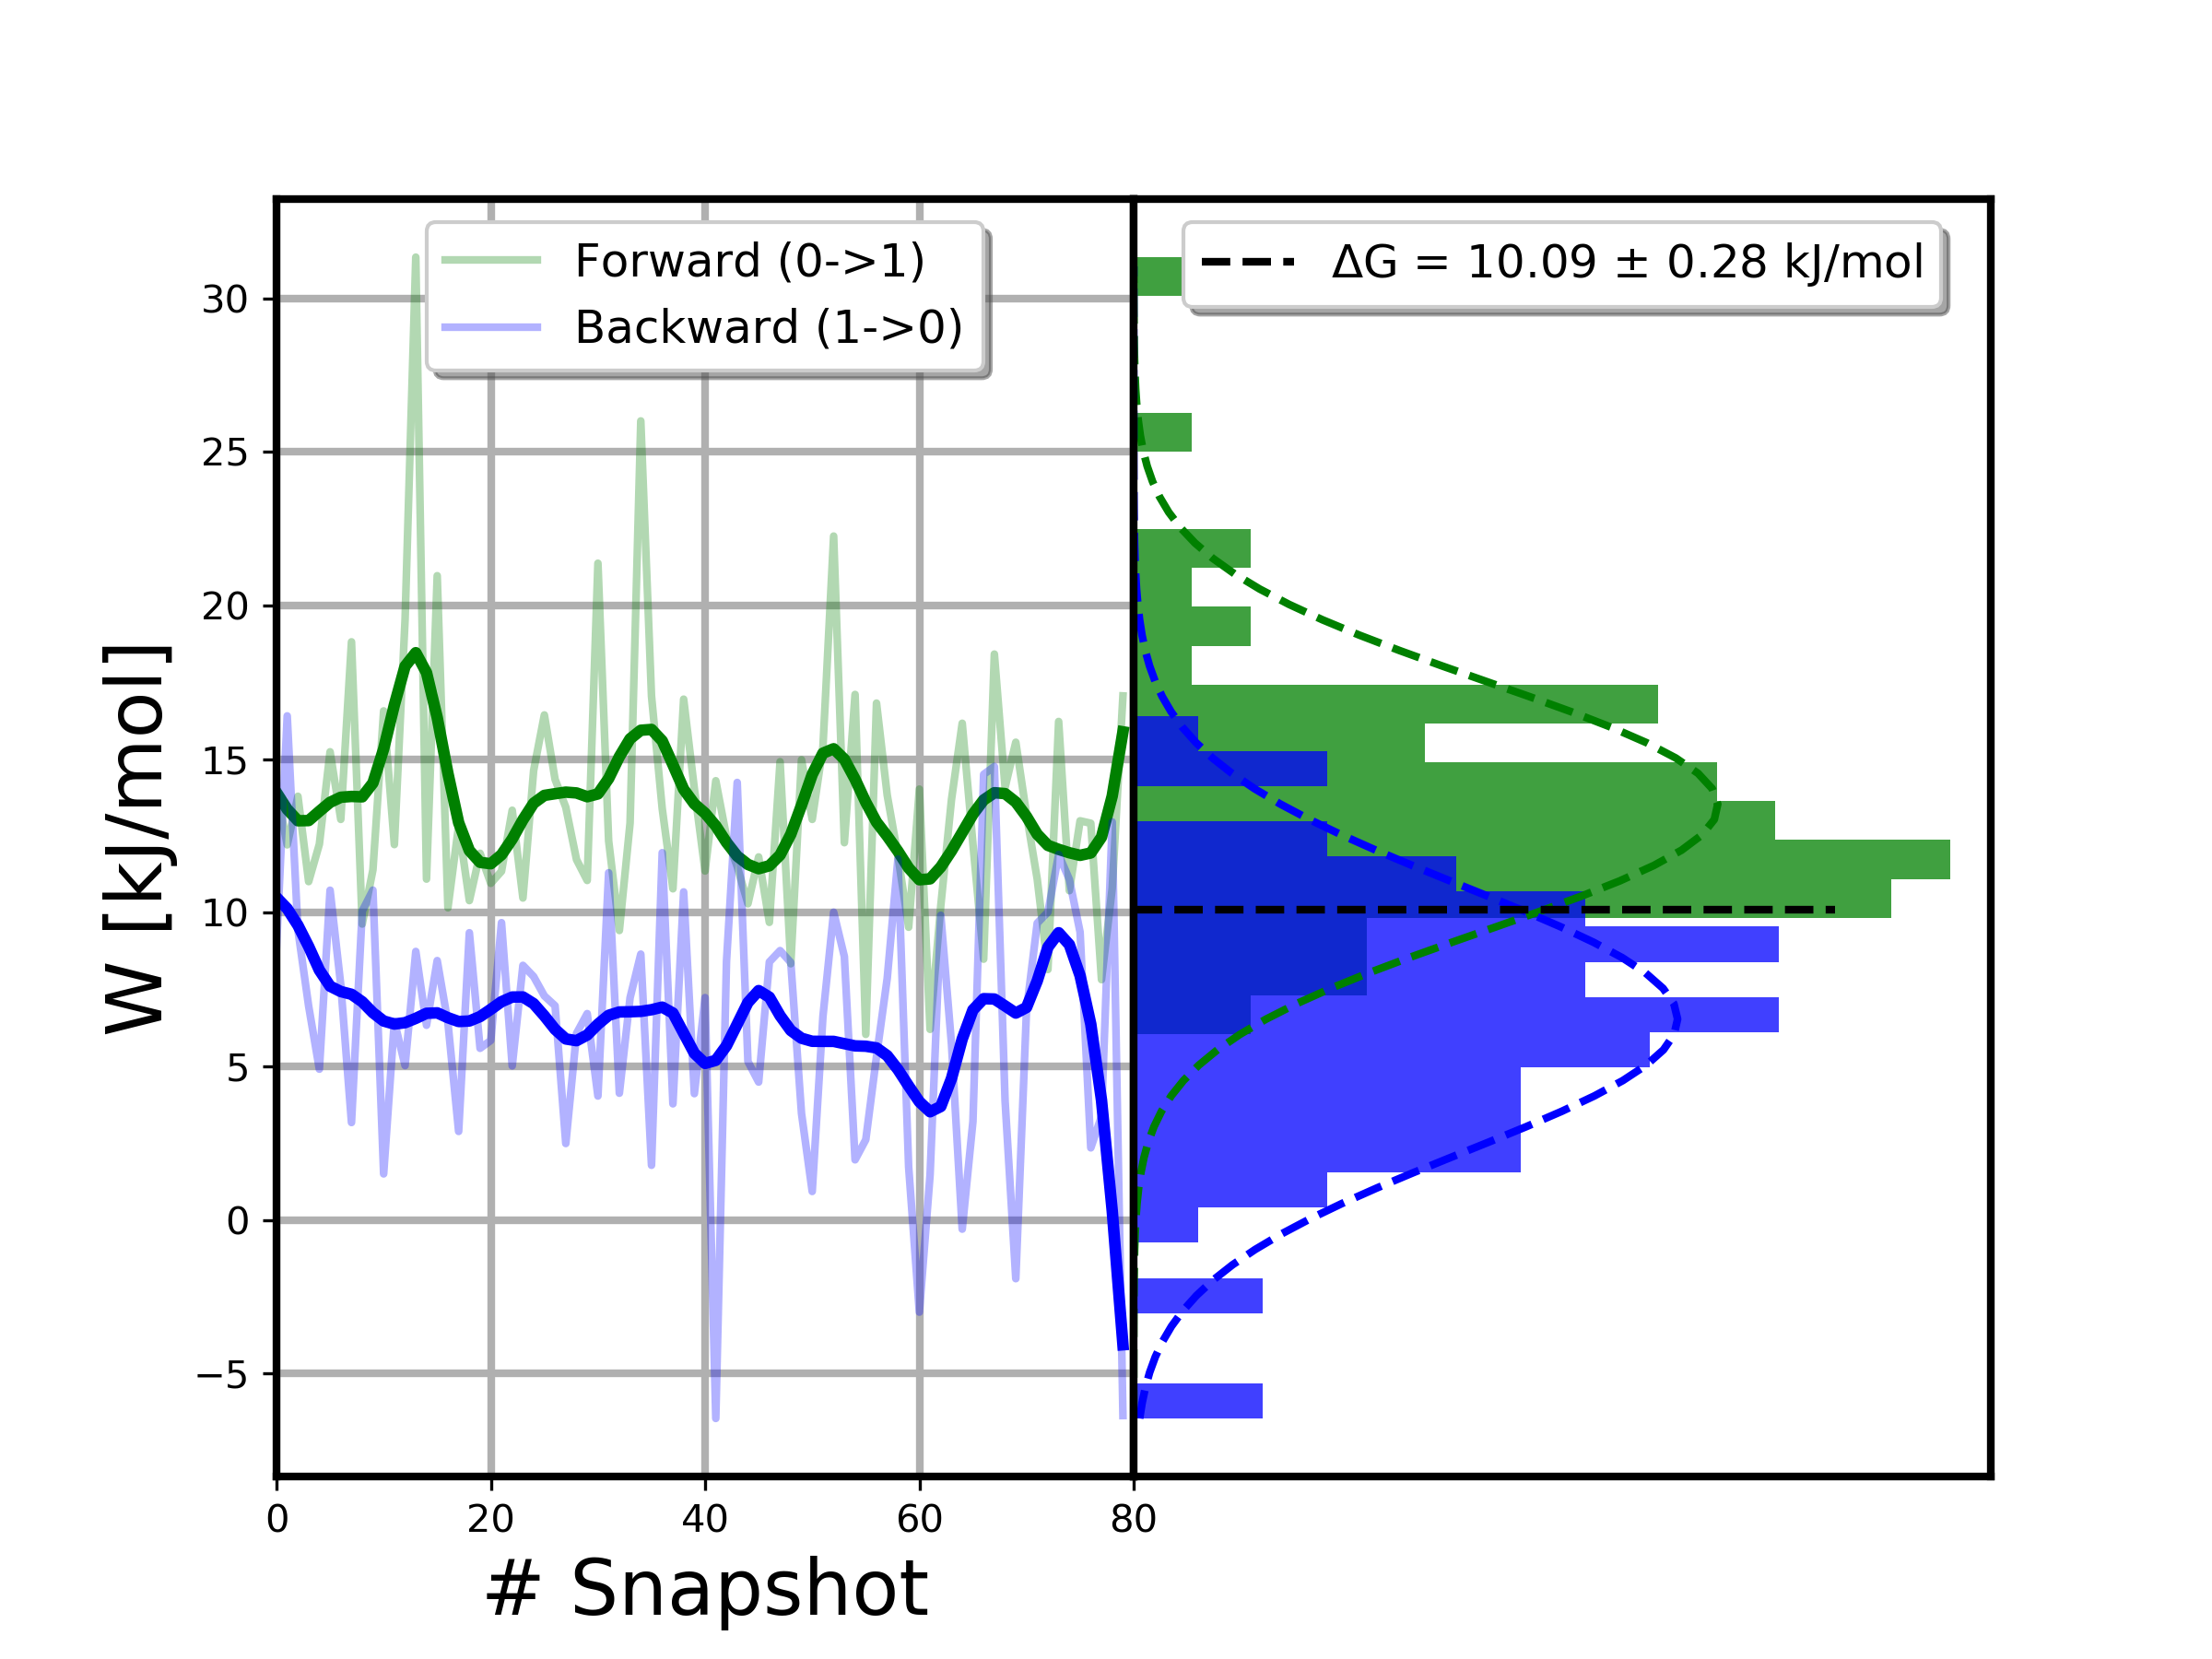 Forward (0->1)
Backward (1->0)
ΔG = 10.09 ± 0.28 kJ/mol
W [kJ/mol]
30
25
20
15
10
5
0
−5
0 20 40 60 80
# Snapshot